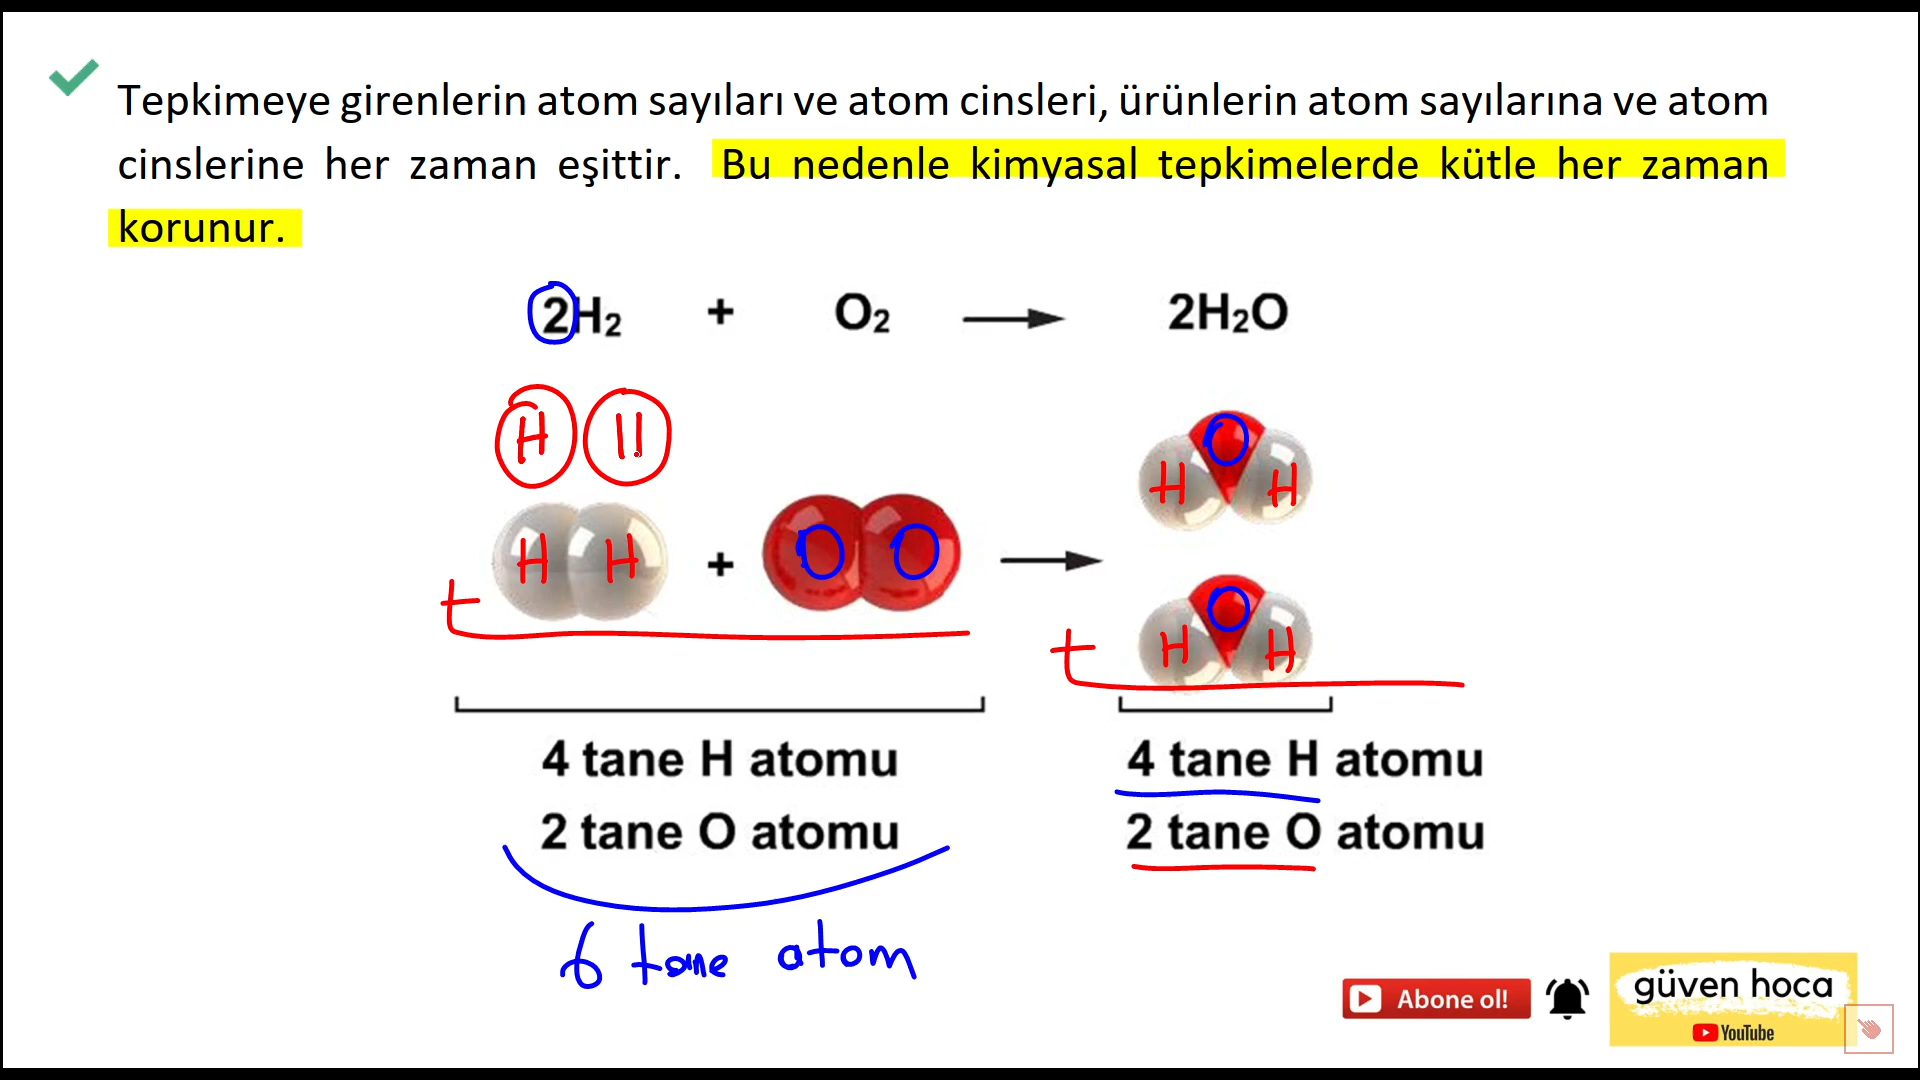 Tepkimeye girenlerin atom sayıları ve atom cinsleri, ürünlerin atom sayılarına ve atom
cinslerine her zaman eşittir. Bu nedenle kimyasal tepkimelerde kütle her zaman
korunur.
2H₂ + O₂ → 2H₂O
H H
O
H H
H H + O O →
O
H H
4 tane H atomu 4 tane H atomu
2 tane O atomu 2 tane O atomu
6 tane atom
Abone ol!
güven hoca
YouTube